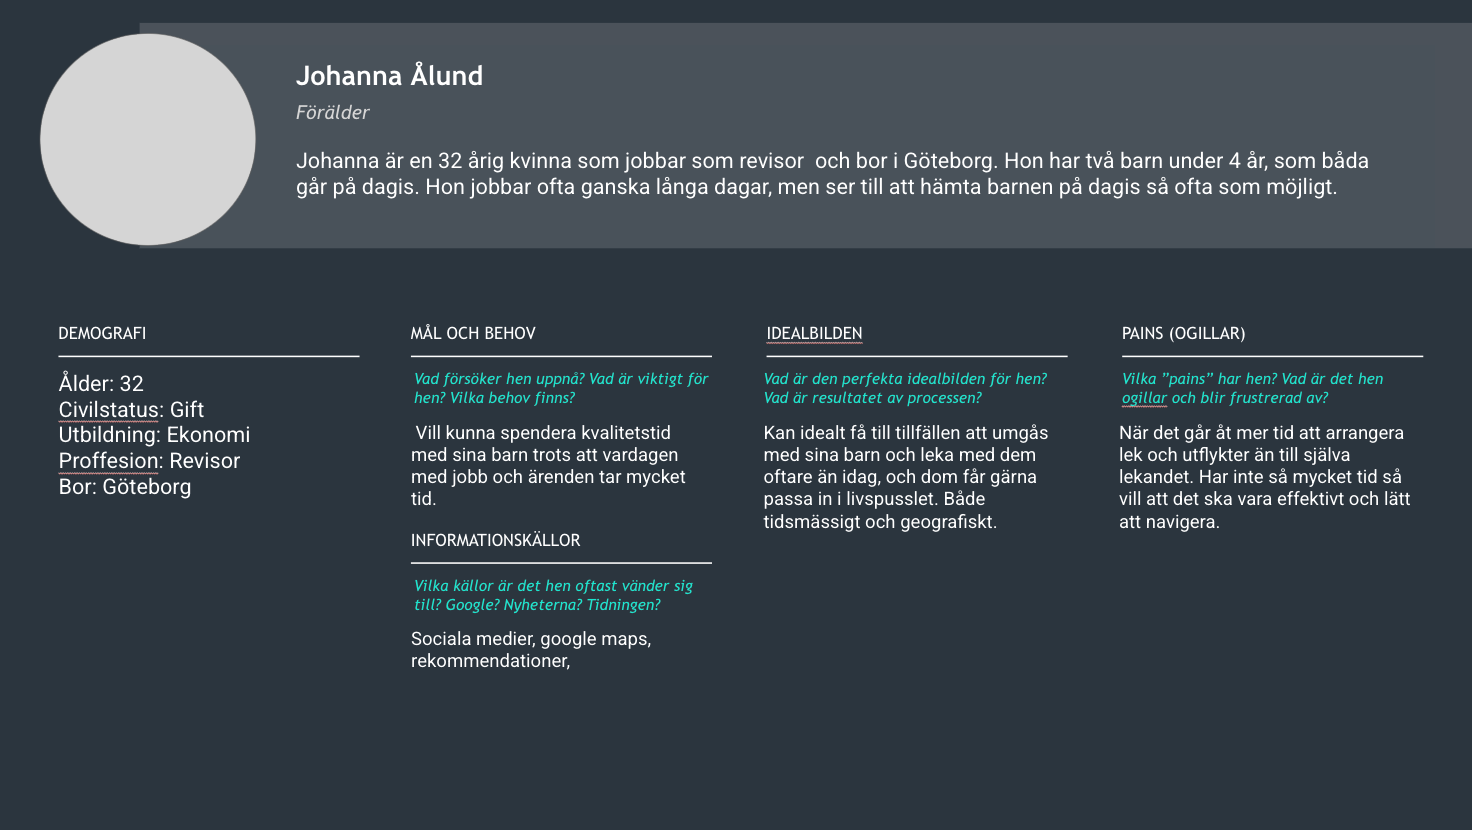 Johanna Ålund
Förälder
Johanna är en 32 årig kvinna som jobbar som revisor  och bor i Göteborg. Hon har två barn under 4 år, som båda
går på dagis. Hon jobbar ofta ganska långa dagar, men ser till att hämta barnen på dagis så ofta som möjligt.
DEMOGRAFI
Ålder: 32
Civilstatus: Gift
Utbildning: Ekonomi
Proffesion: Revisor
Bor: Göteborg
MÅL OCH BEHOV
Vad försöker hen uppnå? Vad är viktigt för
hen? Vilka behov finns?
Vill kunna spendera kvalitetstid
med sina barn trots att vardagen
med jobb och ärenden tar mycket
tid.
INFORMATIONSKÄLLOR
Vilka källor är det hen oftast vänder sig
till? Google? Nyheterna? Tidningen?
Sociala medier, google maps,
rekommendationer,
IDEALBILDEN
Vad är den perfekta idealbilden för hen?
Vad är resultatet av processen?
Kan idealt få till tillfällen att umgås
med sina barn och leka med dem
oftare än idag, och dom får gärna
passa in i livspusslet. Både
tidsmässigt och geografiskt.
PAINS (OGILLAR)
Vilka ”pains” har hen? Vad är det hen
ogillar och blir frustrerad av?
När det går åt mer tid att arrangera
lek och utflykter än till själva
lekandet. Har inte så mycket tid så
vill att det ska vara effektivt och lätt
att navigera.